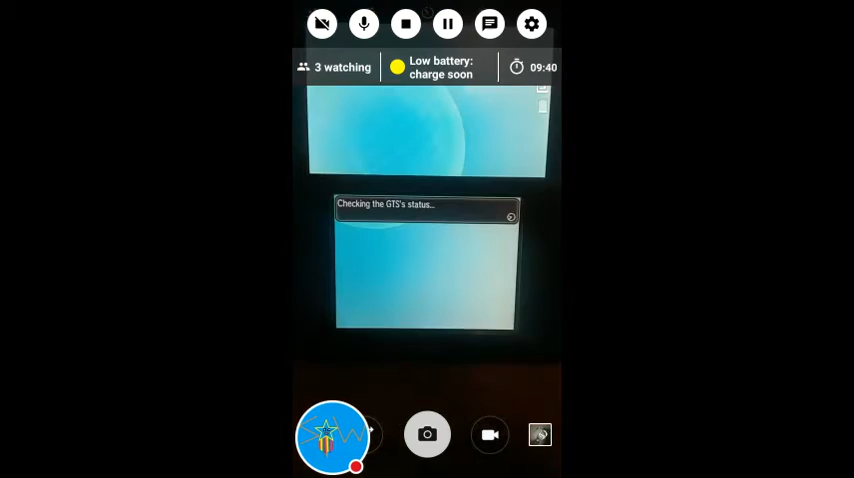 3 watching
Low battery:
charge soon
09:40
Checking the GTS's status...